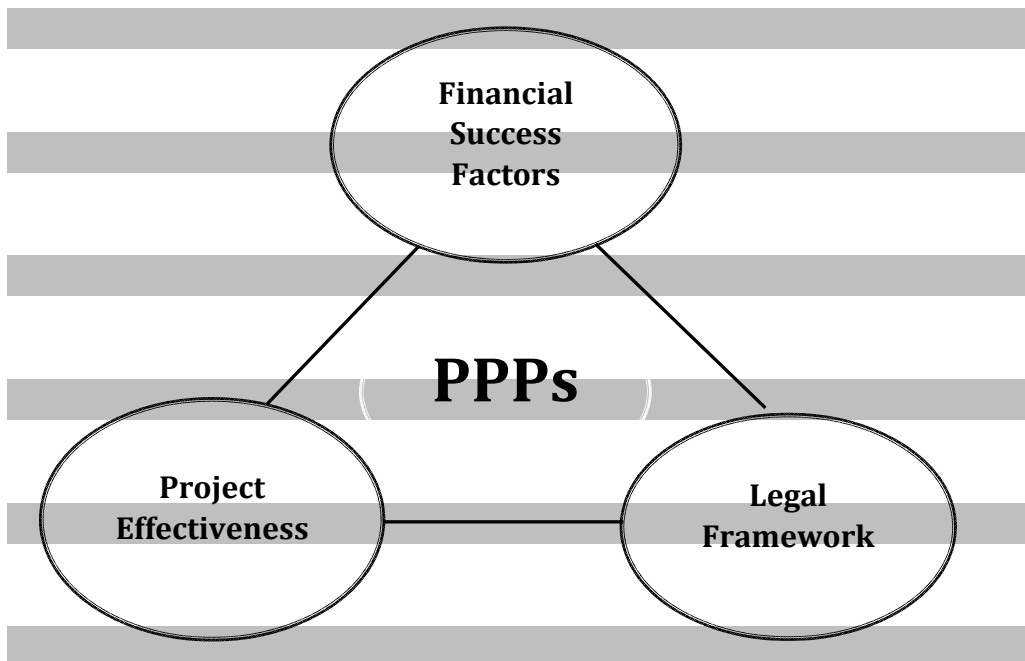 Financial
Success
Factors
PPPs
Project
Effectiveness
Legal
Framework